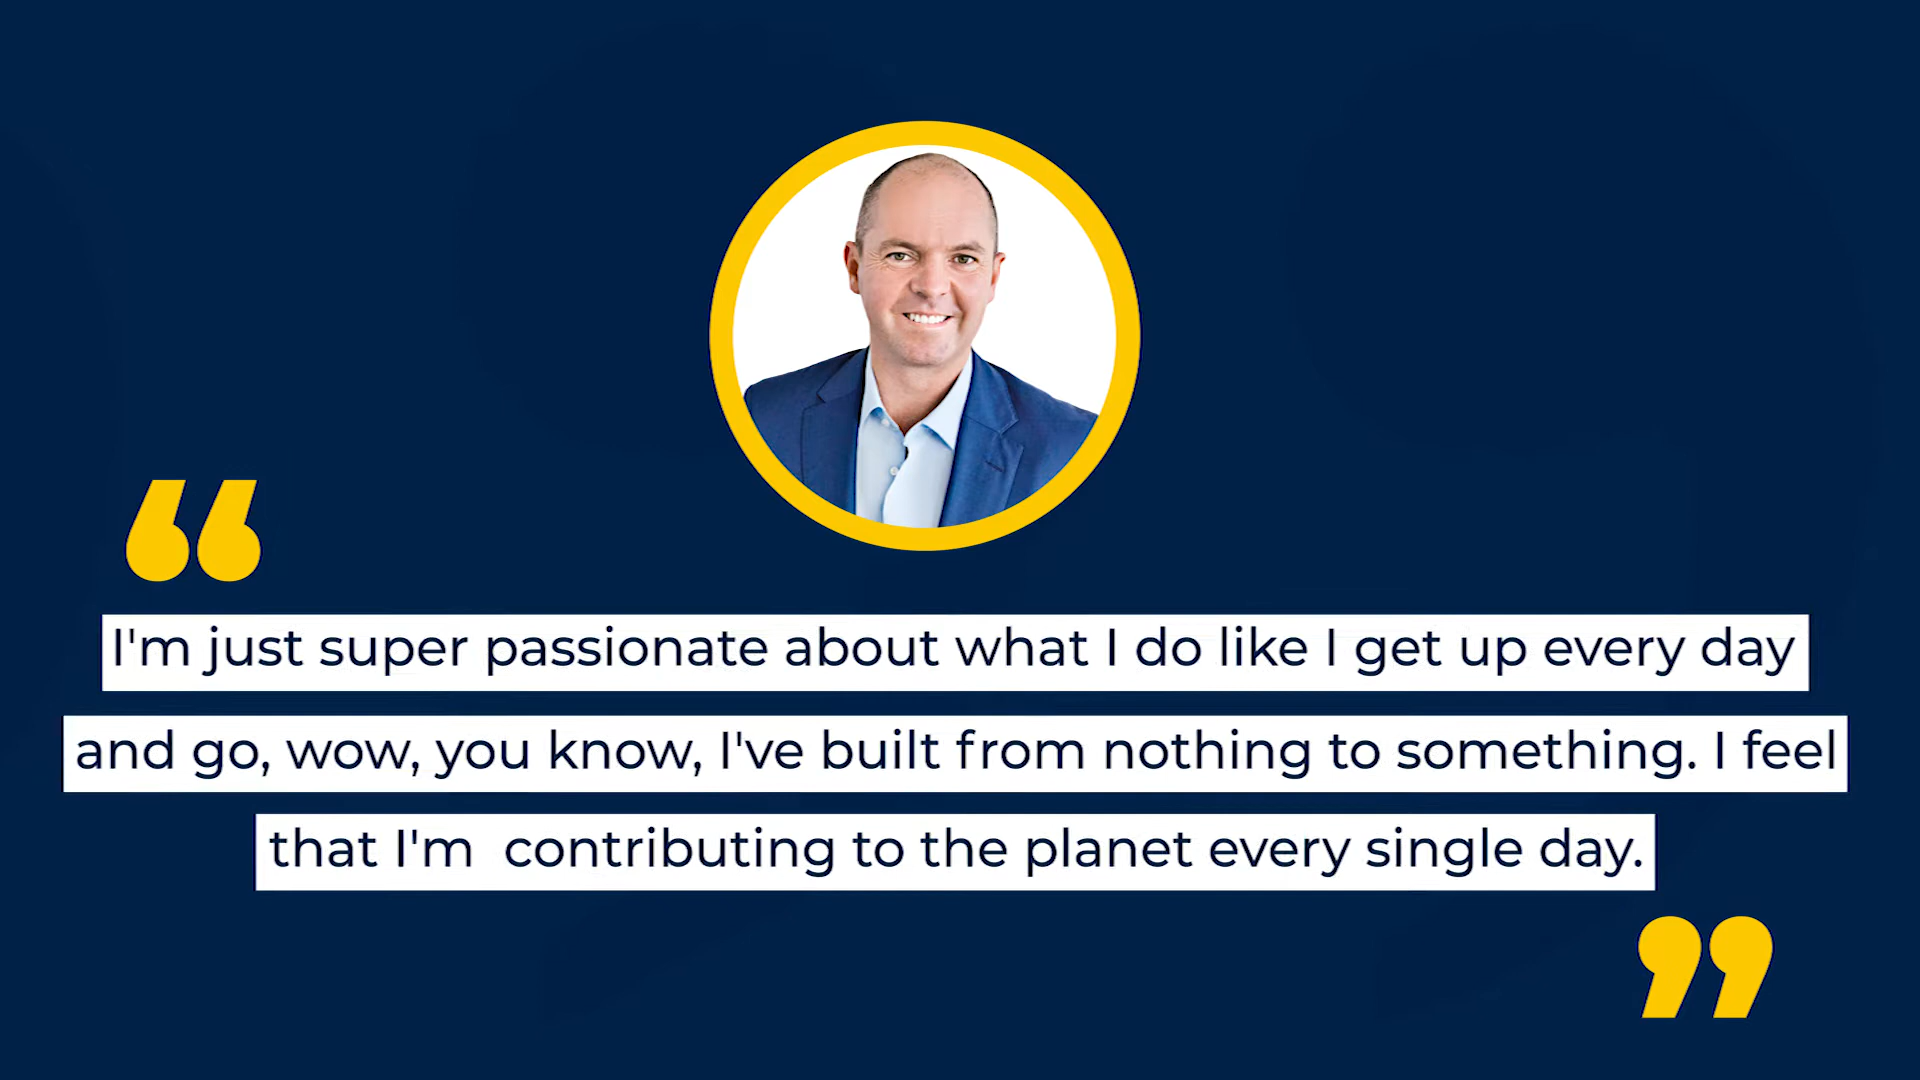 “
I'm just super passionate about what I do like I get up every day
and go, wow, you know, I've built from nothing to something. I feel
that I'm  contributing to the planet every single day.
”